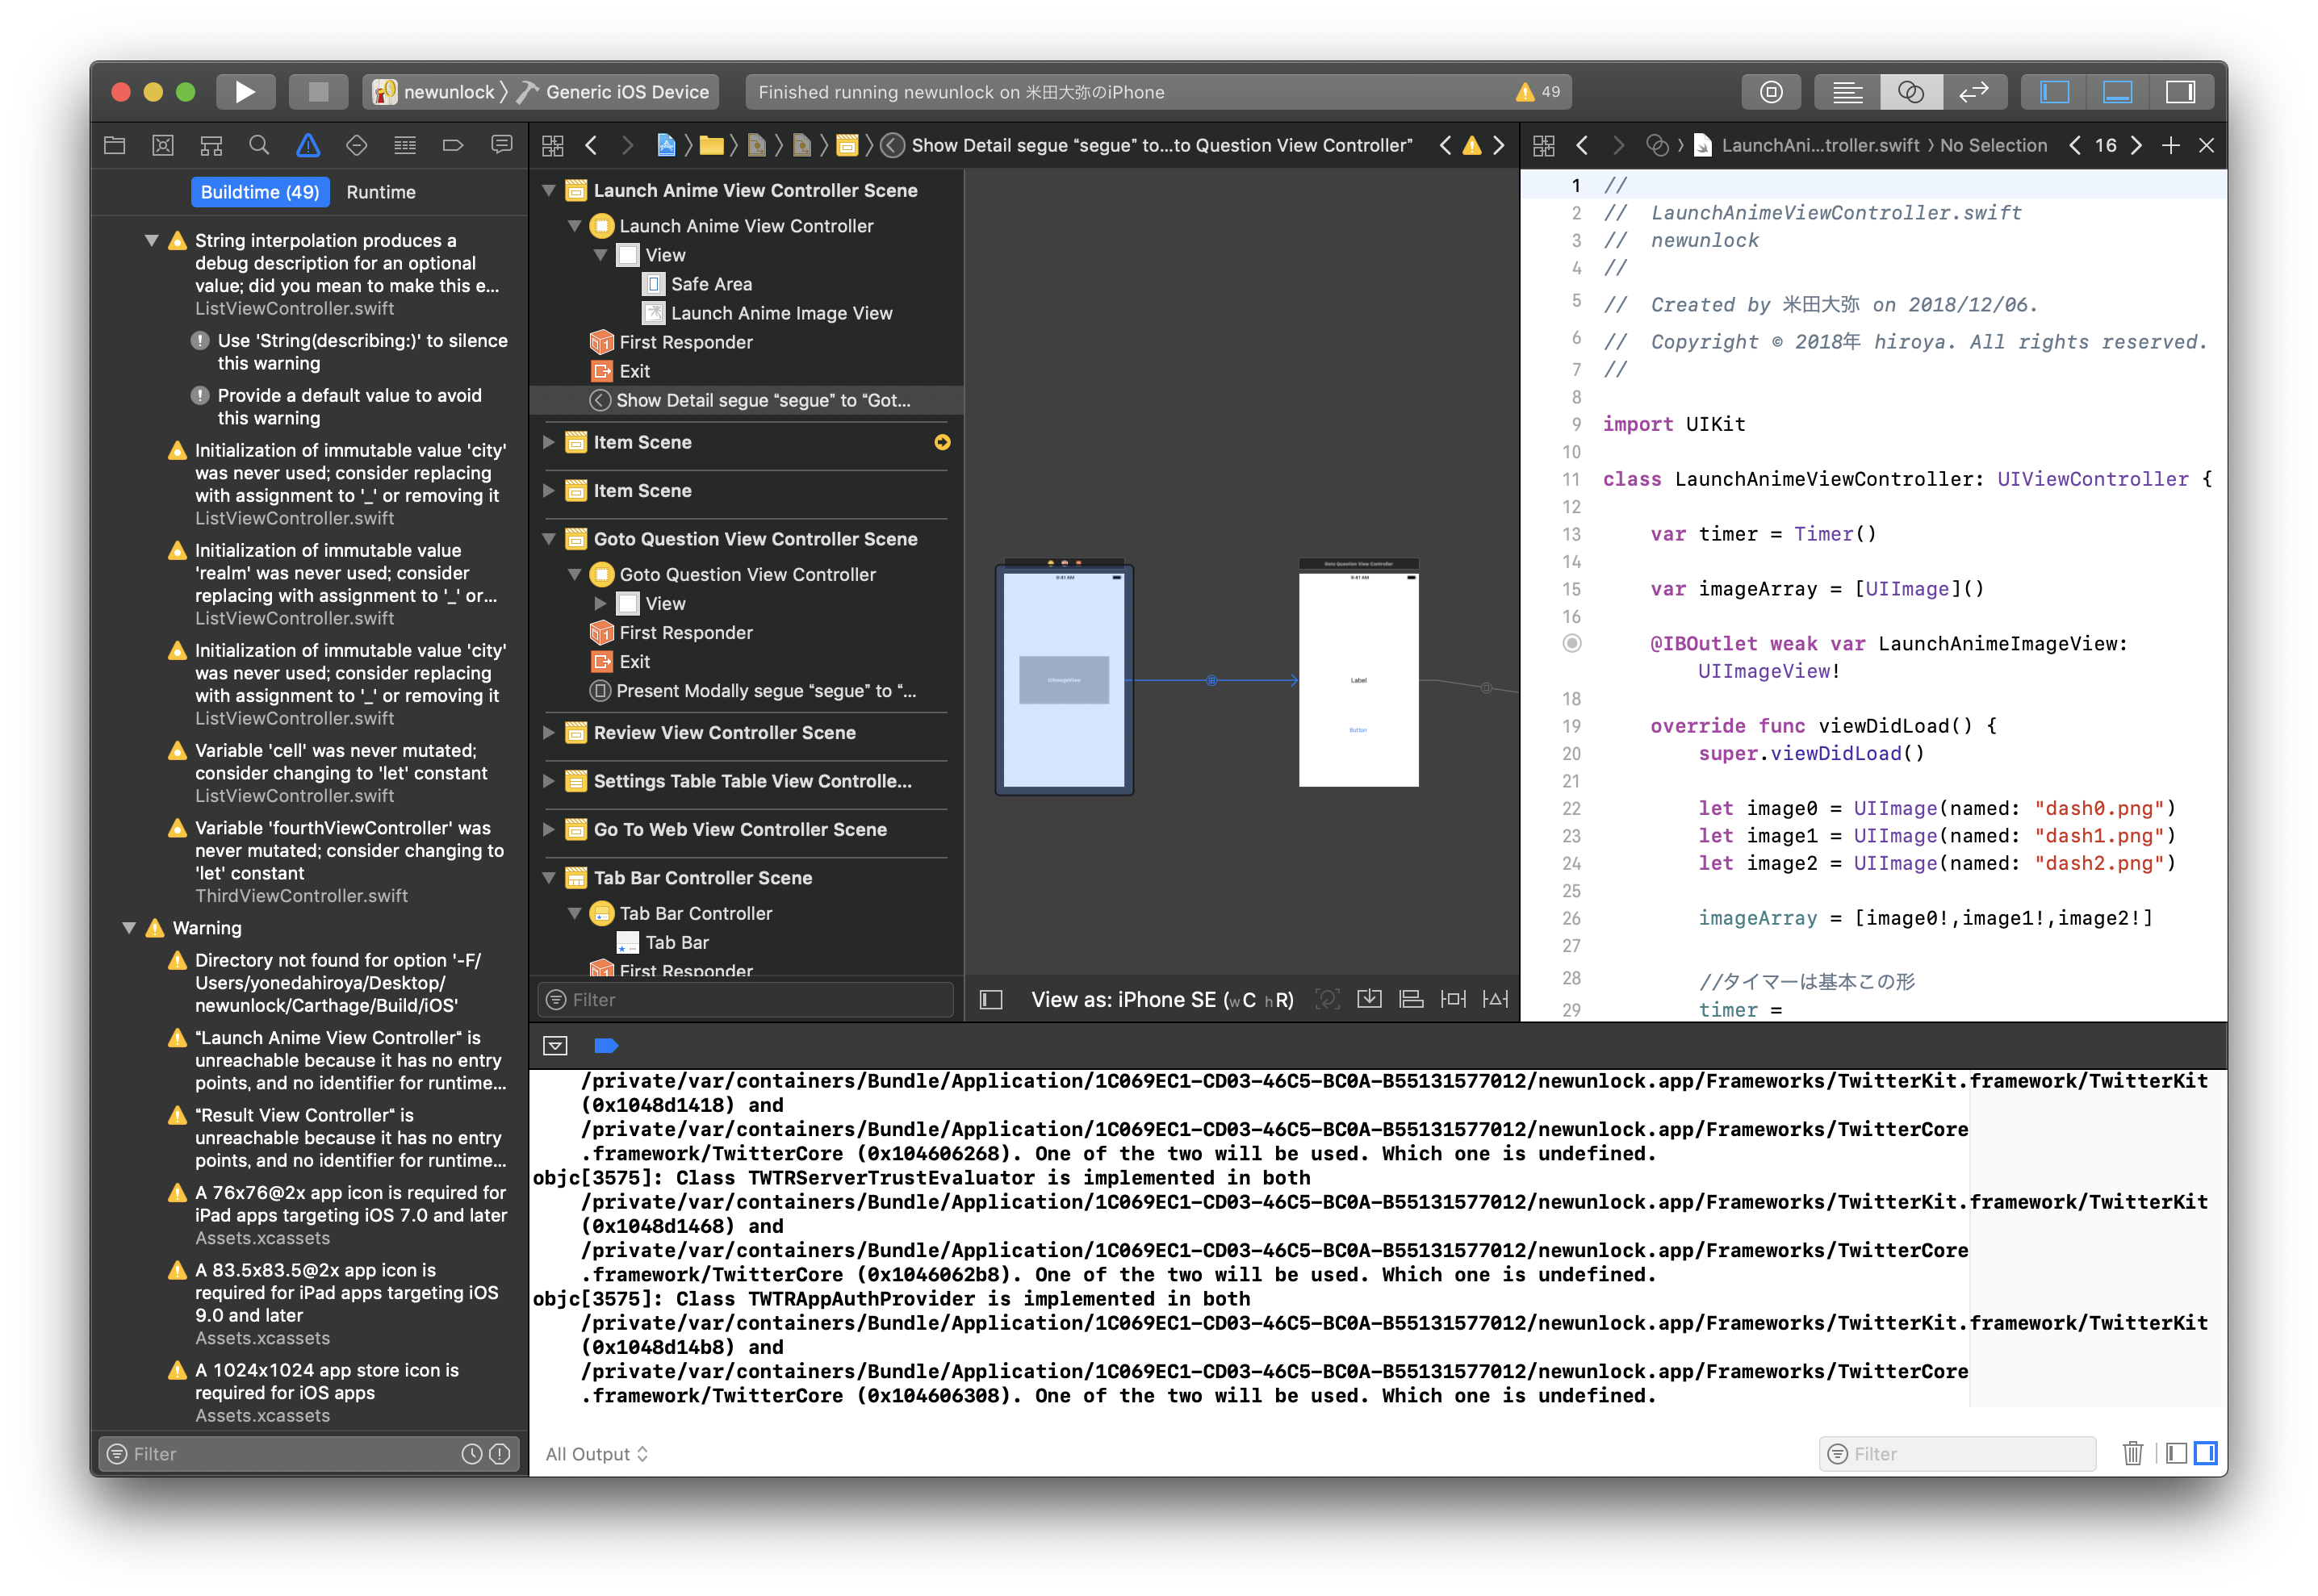 newunlock
Generic iOS Device
Finished running newunlock on 米田大弥のiPhone
49
Show Detail segue “segue” to...to Question View Controller”
LaunchAni...troller.swift
No Selection
16
Buildtime (49)
Runtime
String interpolation produces a
debug description for an optional
value; did you mean to make this e...
ListViewController.swift
Use 'String(describing:)' to silence
this warning
Provide a default value to avoid
this warning
Initialization of immutable value 'city'
was never used; consider replacing
with assignment to '_' or removing it
ListViewController.swift
Initialization of immutable value
'realm' was never used; consider
replacing with assignment to '_' or...
ListViewController.swift
Initialization of immutable value 'city'
was never used; consider replacing
with assignment to '_' or removing it
ListViewController.swift
Variable 'cell' was never mutated;
consider changing to 'let' constant
ListViewController.swift
Variable 'fourthViewController' was
never mutated; consider changing to
'let' constant
ThirdViewController.swift
Warning
Directory not found for option '-F/
Users/yonedahiroya/Desktop/
newunlock/Carthage/Build/iOS'
“Launch Anime View Controller“ is
unreachable because it has no entry
points, and no identifier for runtime...
“Result View Controller“ is
unreachable because it has no entry
points, and no identifier for runtime...
A 76x76@2x app icon is required for
iPad apps targeting iOS 7.0 and later
Assets.xcassets
A 83.5x83.5@2x app icon is
required for iPad apps targeting iOS
9.0 and later
Assets.xcassets
A 1024x1024 app store icon is
required for iOS apps
Assets.xcassets
Filter
Launch Anime View Controller Scene
Launch Anime View Controller
View
Safe Area
Launch Anime Image View
First Responder
Exit
Show Detail segue “segue” to “Got...
Item Scene
Item Scene
Goto Question View Controller Scene
Goto Question View Controller
View
First Responder
Exit
Present Modally segue “segue” to “...
Review View Controller Scene
Settings Table Table View Controlle...
Go To Web View Controller Scene
Tab Bar Controller Scene
Tab Bar Controller
Tab Bar
First Responder
Filter
9:41 AM
UIImageView
Goto Question View Controller
9:41 AM
Label
Button
View as: iPhone SE (wC hR)
1 //
2 //  LaunchAnimeViewController.swift
3 //  newunlock
4 //
5 //  Created by 米田大弥 on 2018/12/06.
6 //  Copyright © 2018年 hiroya. All rights reserved.
7 //
8
9 import UIKit
10
11 class LaunchAnimeViewController: UIViewController {
12
13     var timer = Timer()
14
15     var imageArray = [UIImage]()
16
@IBOutlet weak var LaunchAnimeImageView:
UIImageView!
18
19     override func viewDidLoad() {
20         super.viewDidLoad()
21
22         let image0 = UIImage(named: "dash0.png")
23         let image1 = UIImage(named: "dash1.png")
24         let image2 = UIImage(named: "dash2.png")
25
26         imageArray = [image0!,image1!,image2!]
27
28         //タイマーは基本この形
29         timer =
/private/var/containers/Bundle/Application/1C069EC1-CD03-46C5-BC0A-B55131577012/newunlock.app/Frameworks/TwitterKit.framework/TwitterKit
(0x1048d1418) and
/private/var/containers/Bundle/Application/1C069EC1-CD03-46C5-BC0A-B55131577012/newunlock.app/Frameworks/TwitterCore
.framework/TwitterCore (0x104606268). One of the two will be used. Which one is undefined.
objc[3575]: Class TWTRServerTrustEvaluator is implemented in both
/private/var/containers/Bundle/Application/1C069EC1-CD03-46C5-BC0A-B55131577012/newunlock.app/Frameworks/TwitterKit.framework/TwitterKit
(0x1048d1468) and
/private/var/containers/Bundle/Application/1C069EC1-CD03-46C5-BC0A-B55131577012/newunlock.app/Frameworks/TwitterCore
.framework/TwitterCore (0x1046062b8). One of the two will be used. Which one is undefined.
objc[3575]: Class TWTRAppAuthProvider is implemented in both
/private/var/containers/Bundle/Application/1C069EC1-CD03-46C5-BC0A-B55131577012/newunlock.app/Frameworks/TwitterKit.framework/TwitterKit
(0x1048d14b8) and
/private/var/containers/Bundle/Application/1C069EC1-CD03-46C5-BC0A-B55131577012/newunlock.app/Frameworks/TwitterCore
.framework/TwitterCore (0x104606308). One of the two will be used. Which one is undefined.
All Output
Filter